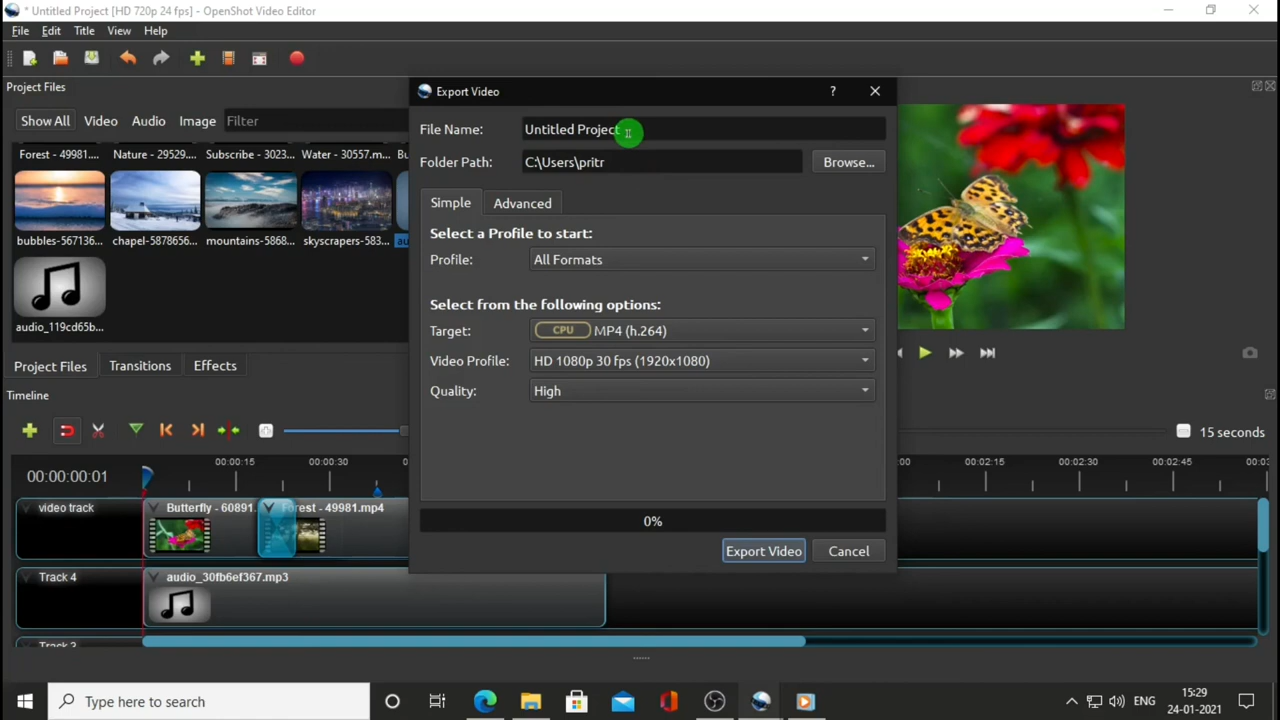 * Untitled Project [HD 720p 24 fps] - OpenShot Video Editor
File Edit Title View Help
Project Files
Show All Video Audio Image Filter
Forest - 49981.... Nature - 29529.... Subscribe - 3023... Water - 30557.m...
bubbles-567136... chapel-5878656... mountains-5868... skyscrapers-583...
audio_119cd65b...
Project Files Transitions Effects
Export Video
?
File Name: Untitled Project
Folder Path: C:\Users\pritr Browse...
Simple Advanced
Select a Profile to start:
Profile: All Formats
Select from the following options:
Target: CPU MP4 (h.264)
Video Profile: HD 1080p 30 fps (1920x1080)
Quality: High
0%
Export Video Cancel
Timeline
15 seconds
00:00:00:01 00:00:15 00:00:30 :00 00:02:15 00:02:30 00:02:45 00:03
video track Butterfly - 60891. Forest - 49981.mp4
Track 4 audio_30fb6ef367.mp3
Track 3
Type here to search
ENG 15:29
24-01-2021